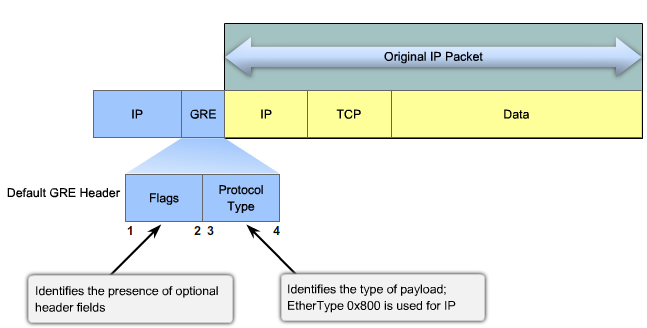 Original IP Packet
IP GRE IP TCP Data
Default GRE Header
Flags
Protocol
Type
1 2 3 4
Identifies the presence of optional
header fields
Identifies the type of payload;
EtherType 0x800 is used for IP